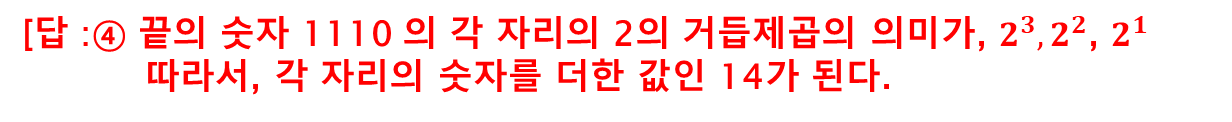 [답 :④ 끝의 숫자 1110 의 각 자리의 2의 거듭제곱의 의미가, 2³, 2², 2¹
따라서, 각 자리의 숫자를 더한 값인 14가 된다.